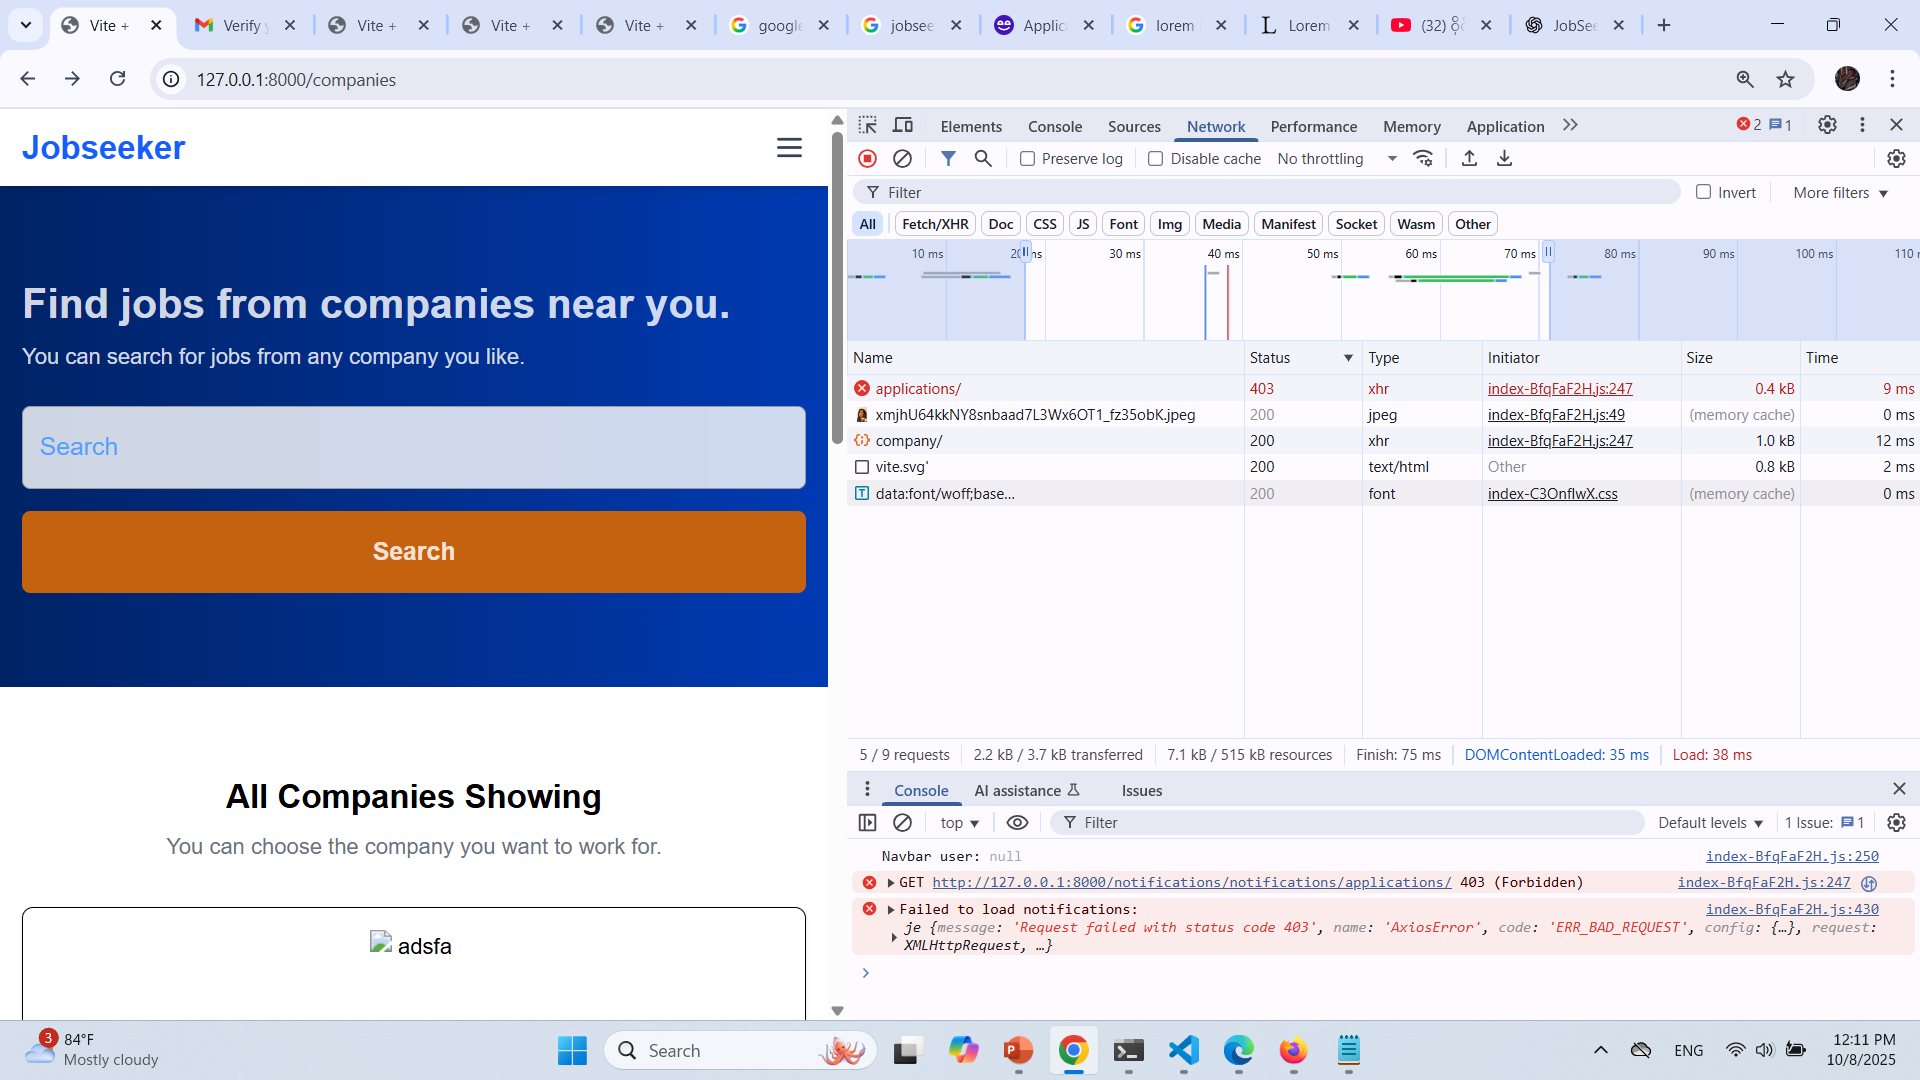 Vite +
Verify y
Vite +
Vite +
Vite +
google
jobsee
Applica
lorem
Lorem
JobSee
127.0.0.1:8000/companies
Jobseeker
Find jobs from companies near you.
You can search for jobs from any company you like.
Search
Search
All Companies Showing
You can choose the company you want to work for.
adsfa
Elements Console Sources Network Performance Memory Application
2 1
Preserve log Disable cache No throttling
Filter Invert More filters
All Fetch/XHR Doc CSS JS Font Img Media Manifest Socket Wasm Other
10 ms 30 ms 40 ms 50 ms 60 ms 70 ms 80 ms 90 ms 100 ms
Name Status Type Initiator Size Time
applications/ 403 xhr index-BfqFaF2H.js:247 0.4 kB 9 ms
xmjhU64kkNY8snbaad7L3Wx6OT1_fz35obK.jpeg 200 jpeg index-BfqFaF2H.js:49 (memory cache) 0 ms
company/ 200 xhr index-BfqFaF2H.js:247 1.0 kB 12 ms
vite.svg' 200 text/html Other 0.8 kB 2 ms
data:font/woff;base... 200 font index-C3OnflwX.css (memory cache) 0 ms
5 / 9 requests 2.2 kB / 3.7 kB transferred 7.1 kB / 515 kB resources Finish: 75 ms DOMContentLoaded: 35 ms Load: 38 ms
Console AI assistance Issues
top Filter Default levels 1 Issue: 1
Navbar user: null index-BfqFaF2H.js:250
GET http://127.0.0.1:8000/notifications/notifications/applications/ 403 (Forbidden) index-BfqFaF2H.js:247
Failed to load notifications: index-BfqFaF2H.js:430
je {message: 'Request failed with status code 403', name: 'AxiosError', code: 'ERR_BAD_REQUEST', config: {…}, request:
XMLHttpRequest, …}
3
84°F
Mostly cloudy
Search
ENG
12:11 PM
10/8/2025